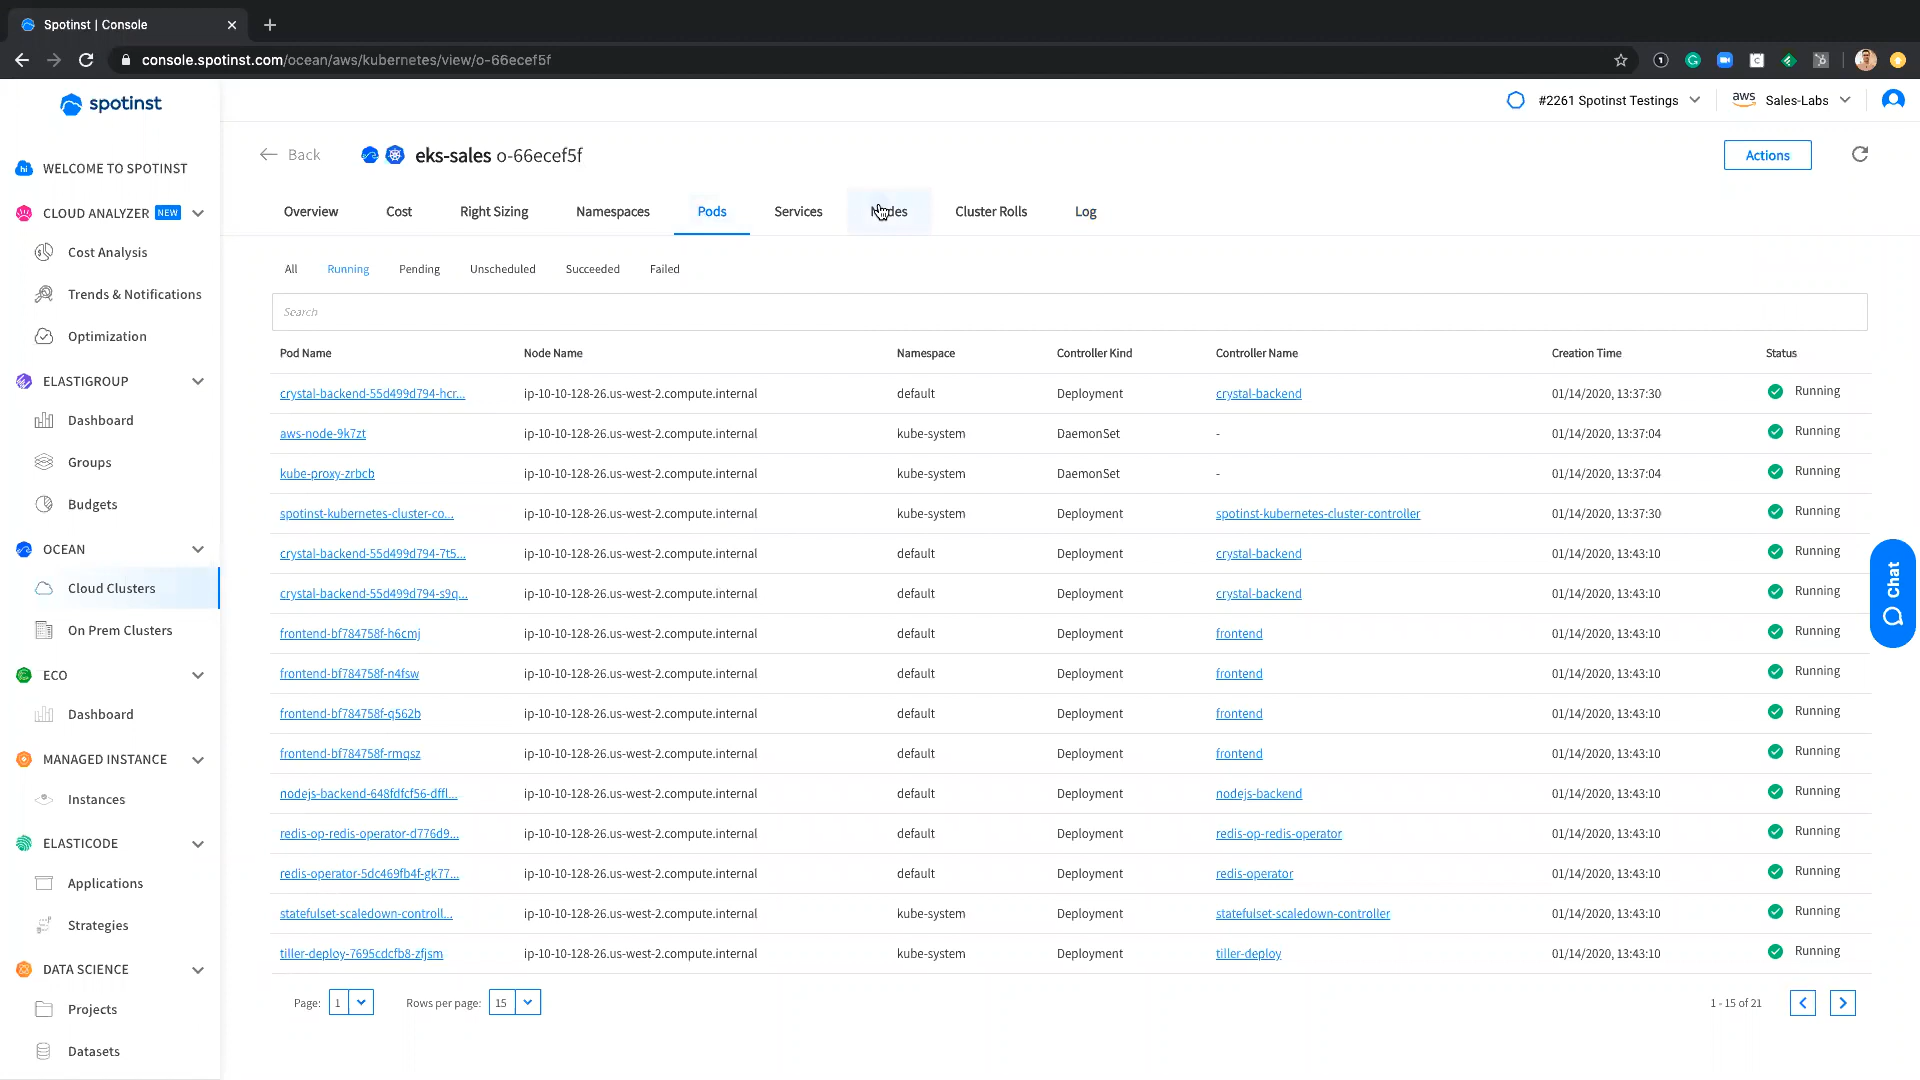 Spotinst | Console
console.spotinst.com/ocean/aws/kubernetes/view/o-66ecef5f
spotinst
#2261 Spotinst Testings
aws Sales-Labs
hi WELCOME TO SPOTINST
CLOUD ANALYZER NEW
Cost Analysis
Trends & Notifications
Optimization
ELASTIGROUP
Dashboard
Groups
Budgets
OCEAN
Cloud Clusters
On Prem Clusters
ECO
Dashboard
MANAGED INSTANCE
Instances
ELASTICODE
Applications
Strategies
DATA SCIENCE
Projects
Datasets
Back
eks-sales o-66ecef5f
Actions
Overview Cost Right Sizing Namespaces Pods Services Nodes Cluster Rolls Log
All Running Pending Unscheduled Succeeded Failed
Search
Pod Name Node Name Namespace Controller Kind Controller Name Creation Time Status
crystal-backend-55d499d794-hcr... ip-10-10-128-26.us-west-2.compute.internal default Deployment crystal-backend 01/14/2020, 13:37:30 Running
aws-node-9k7zt ip-10-10-128-26.us-west-2.compute.internal kube-system DaemonSet - 01/14/2020, 13:37:04 Running
kube-proxy-zrbcb ip-10-10-128-26.us-west-2.compute.internal kube-system DaemonSet - 01/14/2020, 13:37:04 Running
spotinst-kubernetes-cluster-co... ip-10-10-128-26.us-west-2.compute.internal kube-system Deployment spotinst-kubernetes-cluster-controller 01/14/2020, 13:37:30 Running
crystal-backend-55d499d794-7t5... ip-10-10-128-26.us-west-2.compute.internal default Deployment crystal-backend 01/14/2020, 13:43:10 Running
crystal-backend-55d499d794-s9q... ip-10-10-128-26.us-west-2.compute.internal default Deployment crystal-backend 01/14/2020, 13:43:10 Running
frontend-bf784758f-h6cmj ip-10-10-128-26.us-west-2.compute.internal default Deployment frontend 01/14/2020, 13:43:10 Running
frontend-bf784758f-n4fsw ip-10-10-128-26.us-west-2.compute.internal default Deployment frontend 01/14/2020, 13:43:10 Running
frontend-bf784758f-q562b ip-10-10-128-26.us-west-2.compute.internal default Deployment frontend 01/14/2020, 13:43:10 Running
frontend-bf784758f-rmqsz ip-10-10-128-26.us-west-2.compute.internal default Deployment frontend 01/14/2020, 13:43:10 Running
nodejs-backend-648fdfcf56-dffl... ip-10-10-128-26.us-west-2.compute.internal default Deployment nodejs-backend 01/14/2020, 13:43:10 Running
redis-op-redis-operator-d776d9... ip-10-10-128-26.us-west-2.compute.internal default Deployment redis-op-redis-operator 01/14/2020, 13:43:10 Running
redis-operator-5dc469fb4f-gk77... ip-10-10-128-26.us-west-2.compute.internal default Deployment redis-operator 01/14/2020, 13:43:10 Running
statefulset-scaledown-controll... ip-10-10-128-26.us-west-2.compute.internal kube-system Deployment statefulset-scaledown-controller 01/14/2020, 13:43:10 Running
tiller-deploy-7695cdcfb8-zfjsm ip-10-10-128-26.us-west-2.compute.internal kube-system Deployment tiller-deploy 01/14/2020, 13:43:10 Running
Page: 1 Rows per page: 15 1 - 15 of 21
Chat